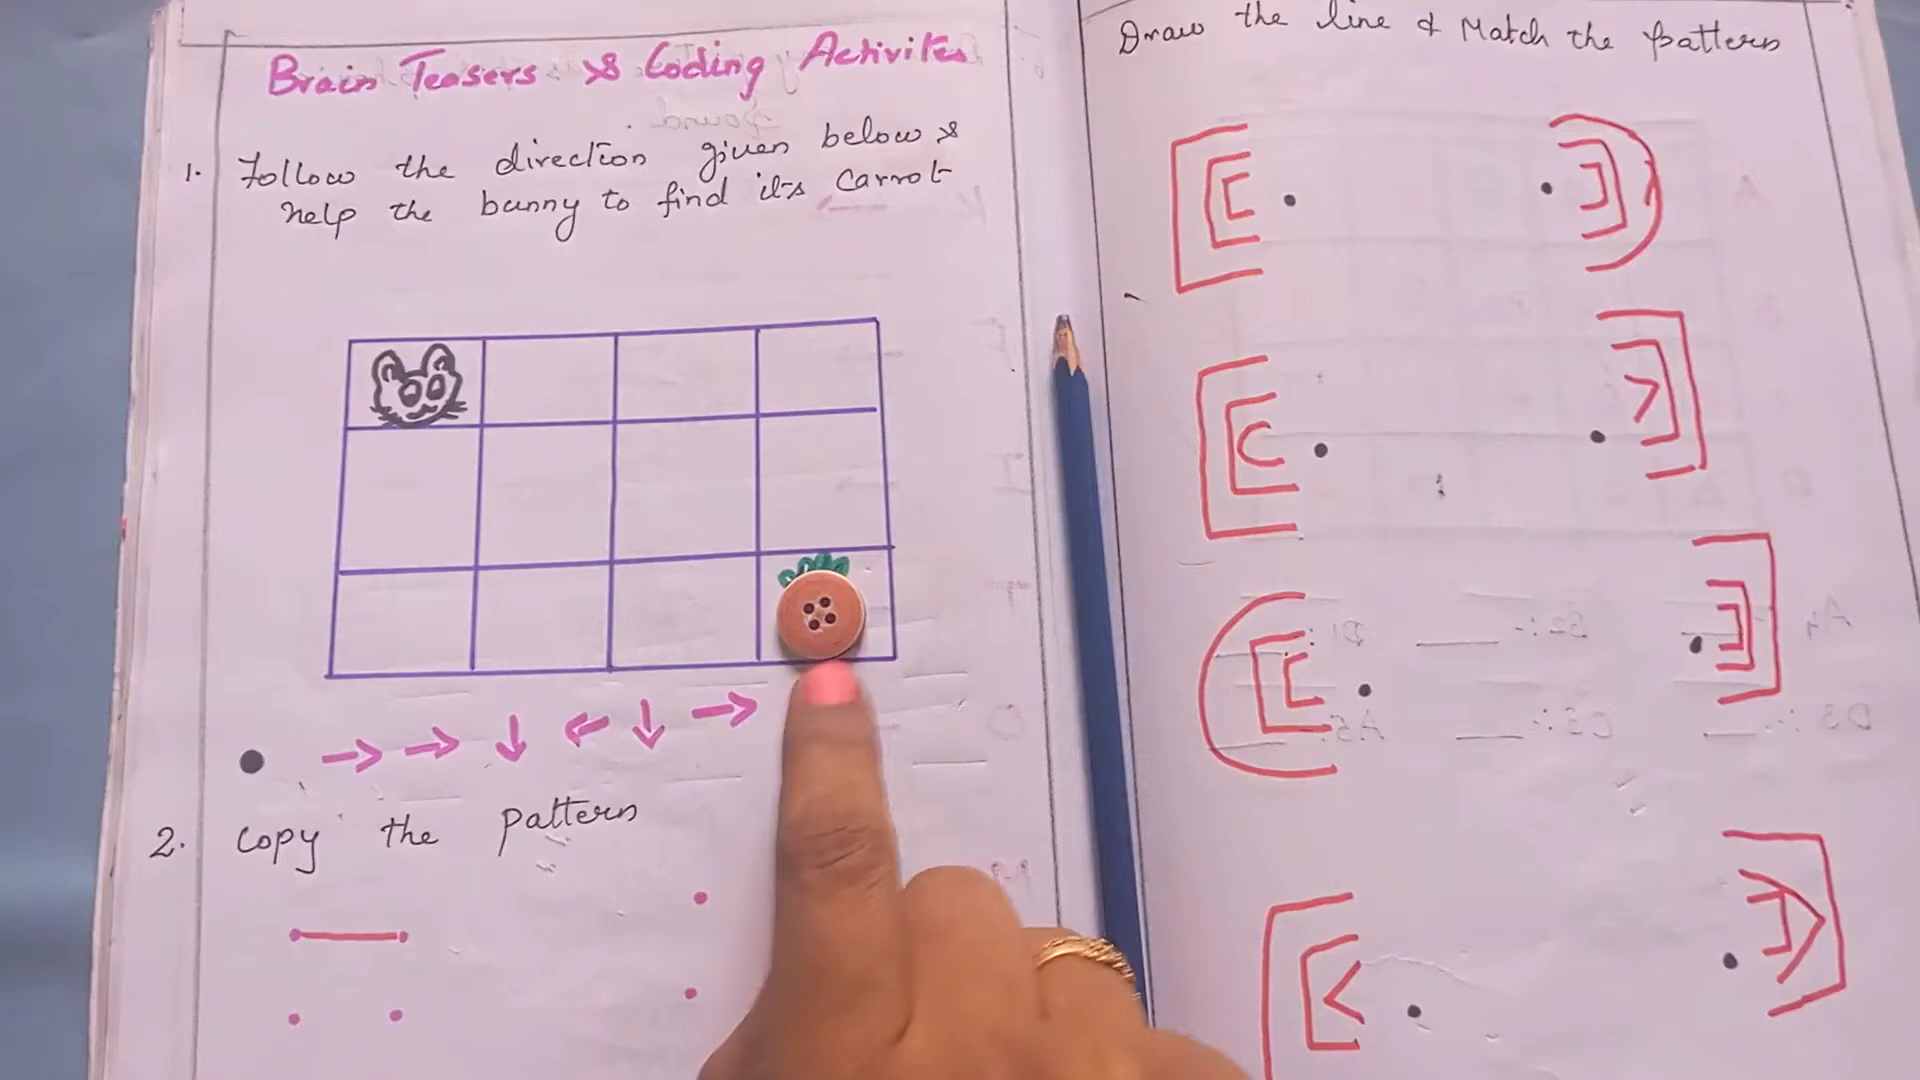 Brain Teasers & Coding Activites
1. Follow the direction given below &
help the bunny to find it's carrot
2. Copy the pattern
Draw the line & Match the pattern